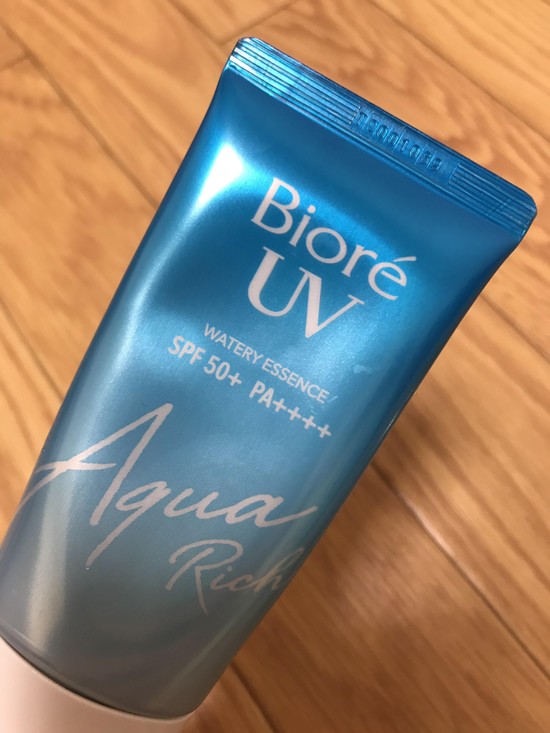 Bioré
UV
WATERY ESSENCE
SPF 50+ PA++++
Aqua
Rich